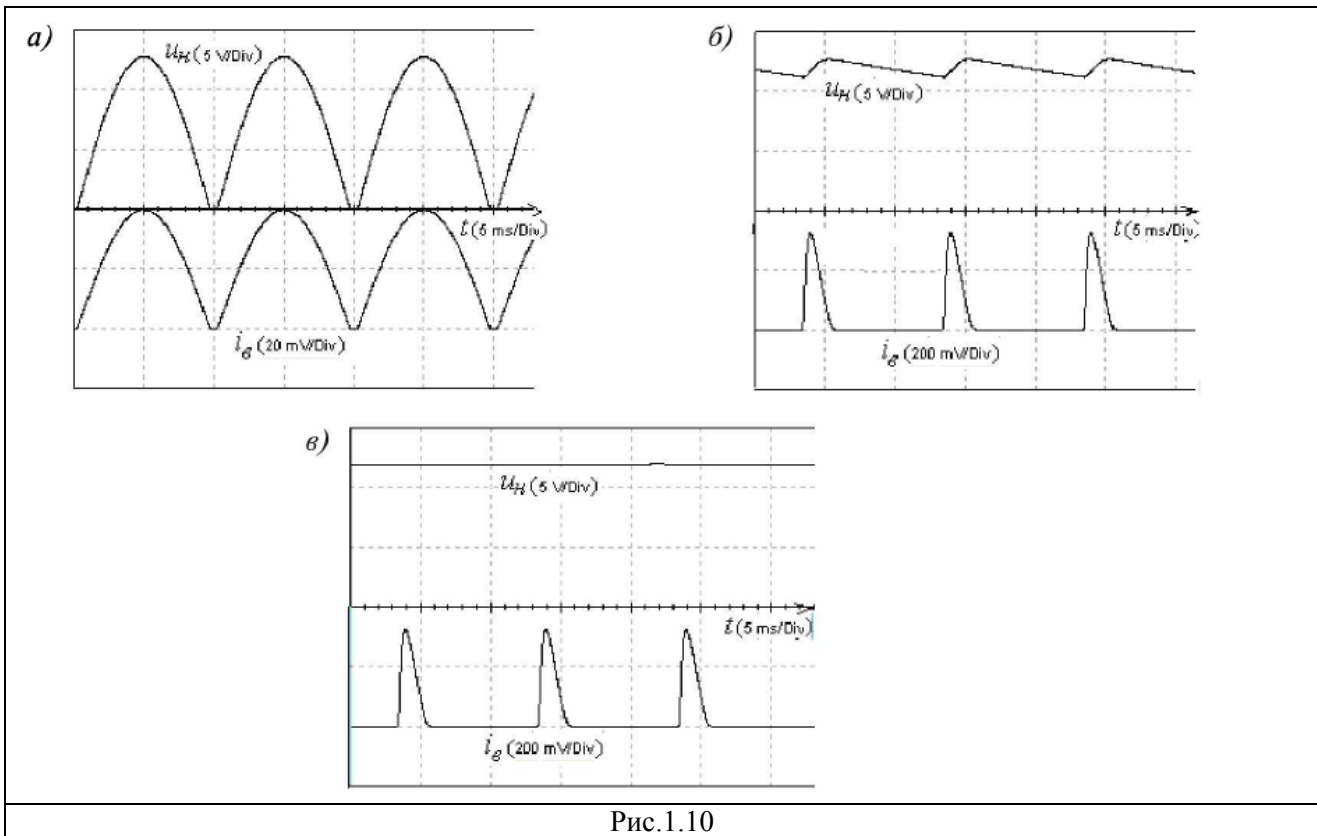 а)
uн (5 V/Div)
t (5 ms/Div)
iв (20 mV/Div)
б)
uн (5 V/Div)
t (5 ms/Div)
iв (200 mV/Div)
в)
uн (5 V/Div)
t (5 ms/Div)
iв (200 mV/Div)
Рис.1.10